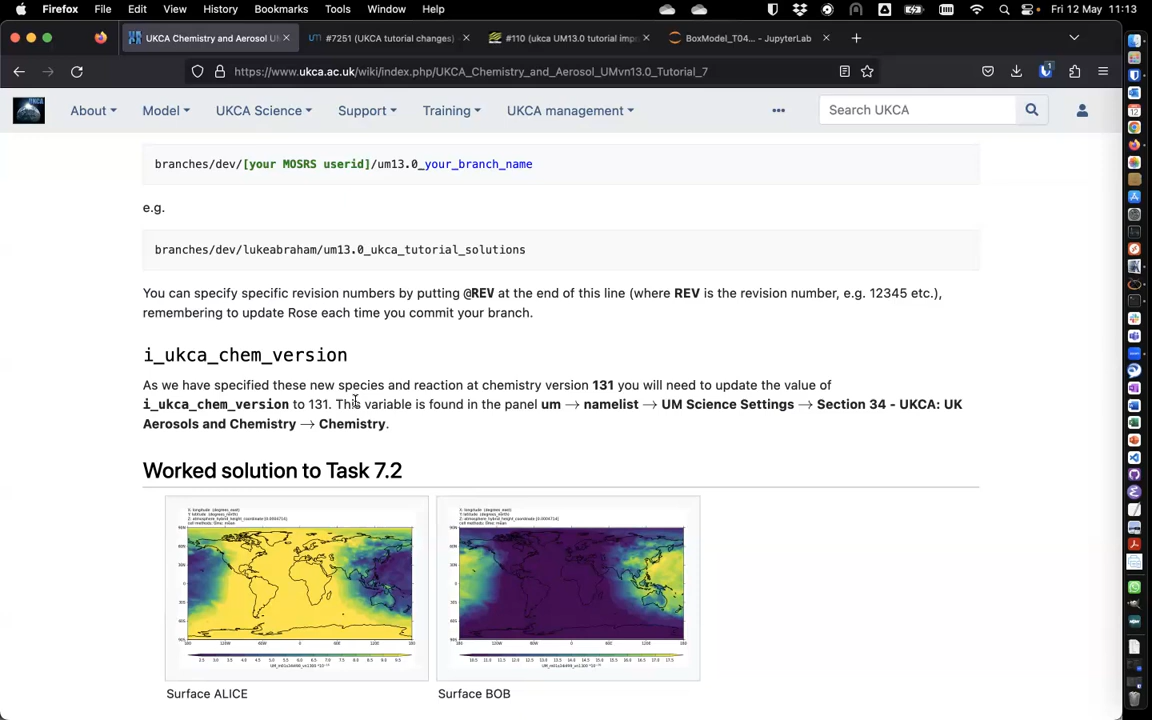 Firefox File Edit View History Bookmarks Tools Window Help Fri 12 May 11:13
UKCA Chemistry and Aerosol U #7251 (UKCA tutorial changes) #110 (ukca UM13.0 tutorial imp BoxModel_T04... - JupyterLab
https://www.ukca.ac.uk/wiki/index.php/UKCA_Chemistry_and_Aerosol_UMvn13.0_Tutorial_7
About Model UKCA Science Support Training UKCA management Search UKCA
branches/dev/[your MOSRS userid]/um13.0_your_branch_name
e.g.
branches/dev/lukeabraham/um13.0_ukca_tutorial_solutions
You can specify specific revision numbers by putting @REV at the end of this line (where REV is the revision number, e.g. 12345 etc.),
remembering to update Rose each time you commit your branch.
i_ukca_chem_version
As we have specified these new species and reaction at chemistry version 131 you will need to update the value of
i_ukca_chem_version to 131. This variable is found in the panel um → namelist → UM Science Settings → Section 34 - UKCA: UK
Aerosols and Chemistry → Chemistry.
Worked solution to Task 7.2
Surface ALICE Surface BOB